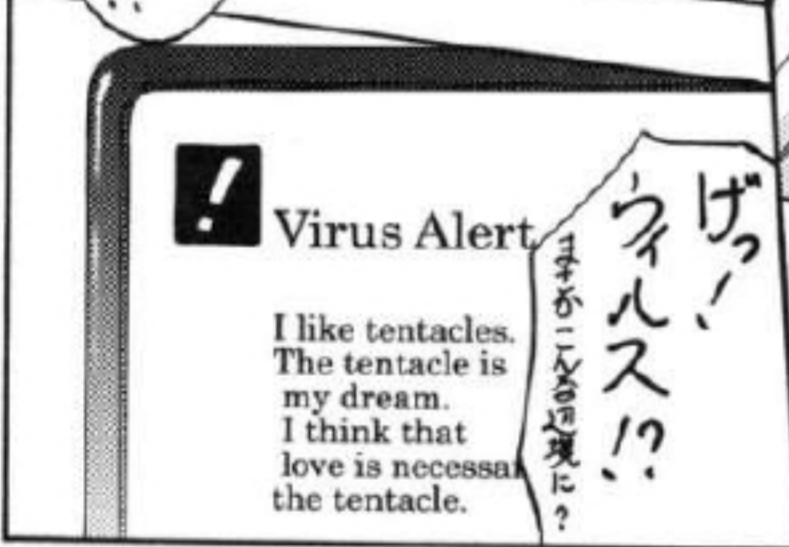 !
Virus Alert
I like tentacles.
The tentacle is
my dream.
I think that
love is necessa
the tentacle.
げっ!
ウィルス!?
まさかこんな辺境に?